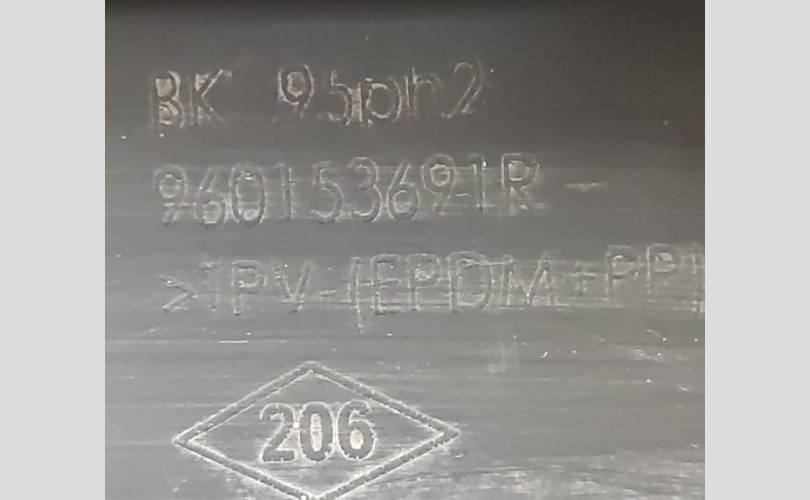 BK 95ph2
960153691R -
>TPV-(EPDM+PP)
206